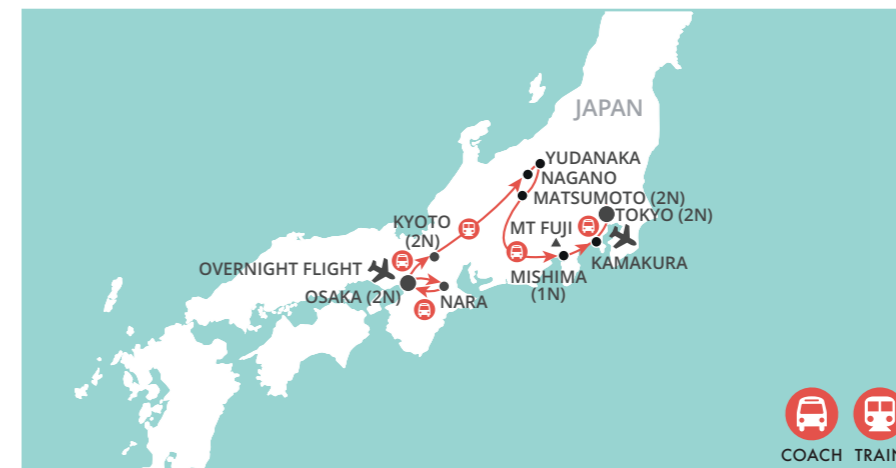 JAPAN
YUDANAKA
NAGANO
MATSUMOTO (2N)
TOKYO (2N)
KYOTO
(2N)
MT FUJI
KAMAKURA
OVERNIGHT FLIGHT
MISHIMA
(1N)
OSAKA (2N)
NARA
COACH
TRAIN